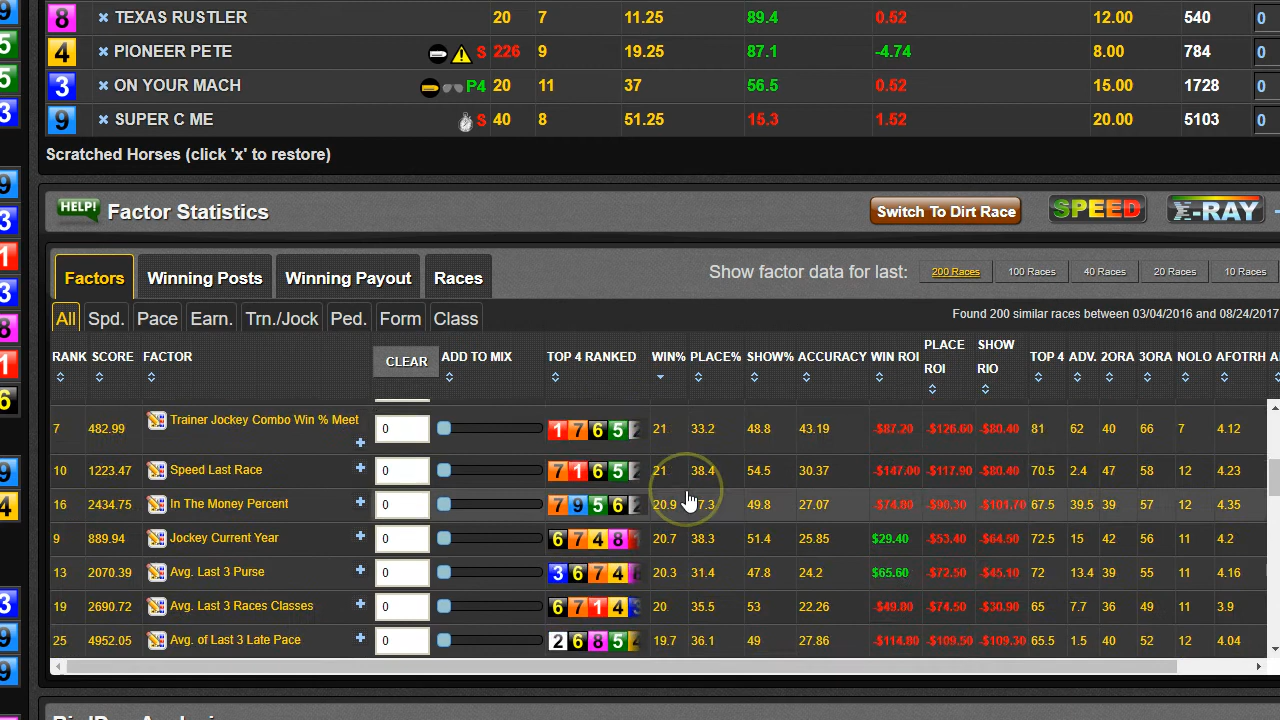 8 × TEXAS RUSTLER 20 7 11.25 89.4 0.52 12.00 540 0
4 × PIONEER PETE S 226 9 19.25 87.1 -4.74 8.00 784 0
3 × ON YOUR MACH P4 20 11 37 56.5 0.52 15.00 1728 0
9 × SUPER C ME S 40 8 51.25 15.3 1.52 20.00 5103 0
Scratched Horses (click 'x' to restore)
HELP! Factor Statistics Switch To Dirt Race SPEED X-RAY
Factors Winning Posts Winning Payout Races Show factor data for last: 200 Races 100 Races 40 Races 20 Races 10 Races
All Spd. Pace Earn. Trn./Jock Ped. Form Class Found 200 similar races between 03/04/2016 and 08/24/2017
RANK SCORE FACTOR CLEAR ADD TO MIX TOP 4 RANKED WIN% PLACE% SHOW% ACCURACY WIN ROI PLACE ROI SHOW RIO TOP 4 ADV. 2ORA 3ORA NOLO AFOTRH
7 482.99 Trainer Jockey Combo Win % Meet 0 1 7 6 5 2 21 33.2 48.8 43.19 -$87.20 -$126.60 -$80.40 81 62 40 66 7 4.12
10 1223.47 Speed Last Race 0 7 1 6 5 2 21 38.4 54.5 30.37 -$147.00 -$117.90 -$80.40 70.5 2.4 47 58 12 4.23
16 2434.75 In The Money Percent 0 7 9 5 6 2 20.9 7.3 49.8 27.07 -$74.80 -$90.30 -$101.70 67.5 39.5 39 57 12 4.35
9 889.94 Jockey Current Year 0 6 7 4 8 1 20.7 38.3 51.4 25.85 $29.40 -$53.40 -$64.50 72.5 15 42 56 11 4.2
13 2070.39 Avg. Last 3 Purse 0 3 6 7 4 20.3 31.4 47.8 24.2 $65.60 -$72.50 -$45.10 72 13.4 39 55 11 4.16
19 2690.72 Avg. Last 3 Races Classes 0 6 7 1 4 3 20 35.5 53 22.26 -$49.00 -$74.50 -$30.90 65 7.7 36 49 11 3.9
25 4952.05 Avg. of Last 3 Late Pace 0 2 6 8 5 4 19.7 36.1 49 27.86 -$114.80 -$109.50 -$109.30 65.5 1.5 40 52 12 4.04